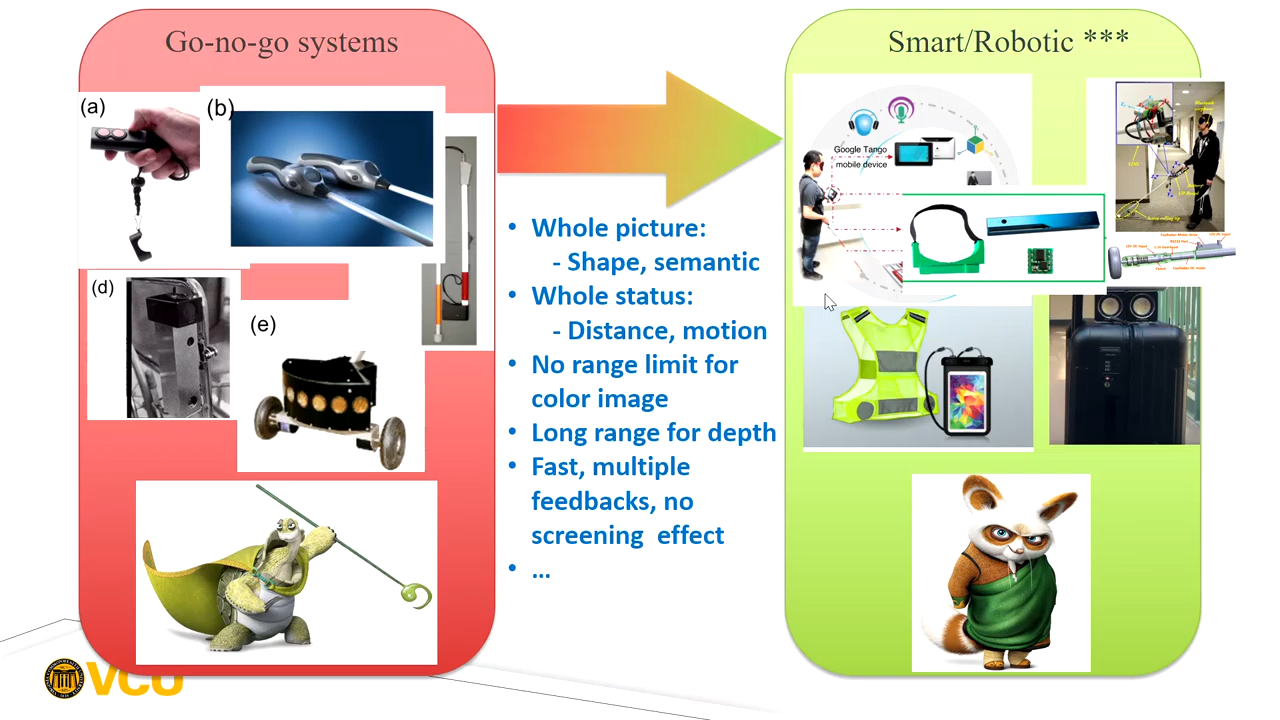 Go-no-go systems
Smart/Robotic ***
(a)
(b)
(d)
(e)
• Whole picture:
- Shape, semantic
• Whole status:
- Distance, motion
• No range limit for
color image
• Long range for depth
• Fast, multiple
feedbacks, no
screening effect
• ...
Google Tango
mobile device
VCU